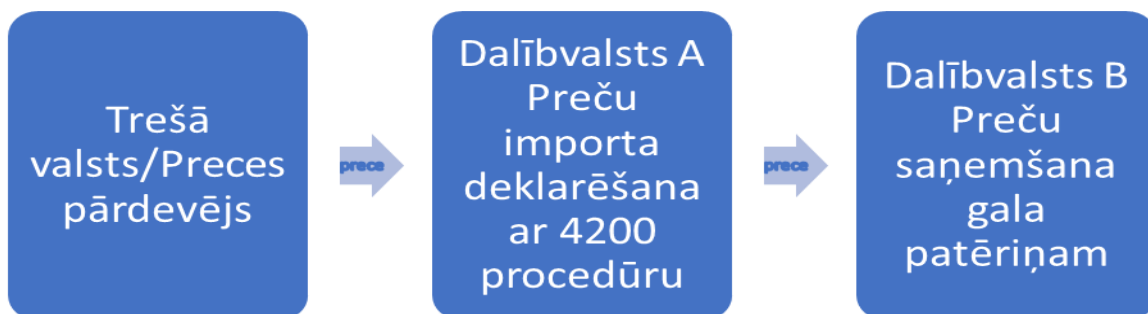 Trešā
valsts/Preces
pārdevējs
prece
Dalībvalsts A
Preču
importa
deklarēšana
ar 4200
procedūru
prece
Dalībvalsts B
Preču
saņemšana
gala
patēriņam